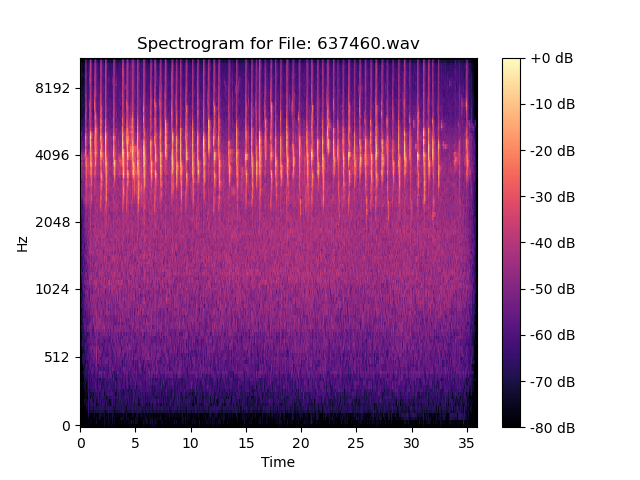 Spectrogram for File: 637460.wav
Hz
8192
4096
2048
1024
512
0
0 5 10 15 20 25 30 35
Time
+0 dB
-10 dB
-20 dB
-30 dB
-40 dB
-50 dB
-60 dB
-70 dB
-80 dB